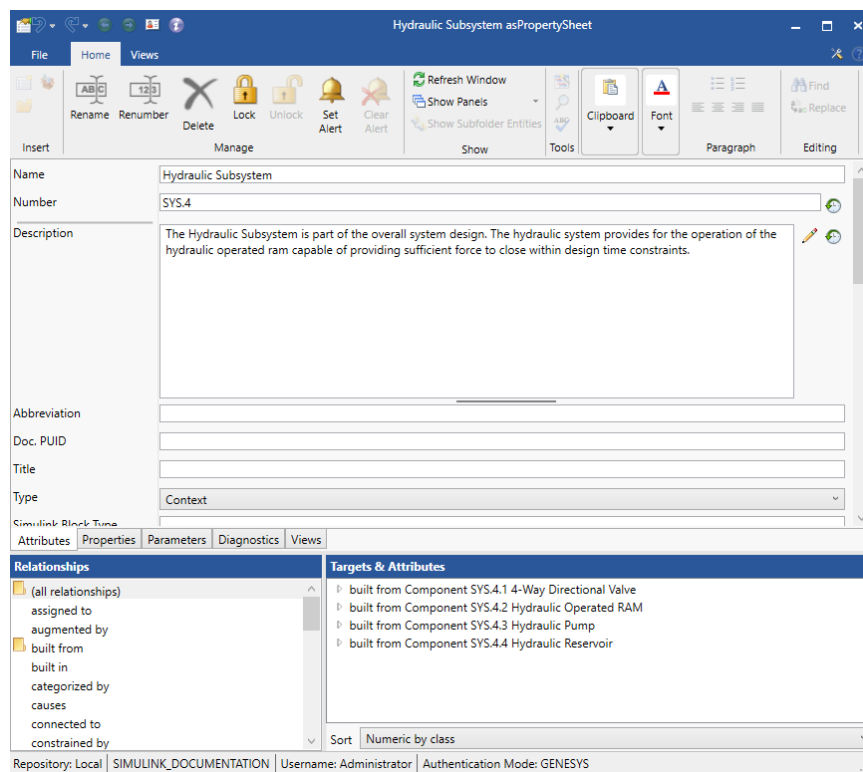 Hydraulic Subsystem asPropertySheet
File Home Views
Rename Renumber Delete Lock Unlock Set Alert Clear Alert
Refresh Window
Show Panels
Show Subfolder Entities
Clipboard Font
Find
Replace
Insert Manage Show Tools Paragraph Editing
Name Hydraulic Subsystem
Number SYS.4
Description The Hydraulic Subsystem is part of the overall system design. The hydraulic system provides for the operation of the
hydraulic operated ram capable of providing sufficient force to close within design time constraints.
Abbreviation
Doc. PUID
Title
Type Context
Simulink Block Type
Attributes Properties Parameters Diagnostics Views
Relationships
(all relationships)
assigned to
augmented by
built from
built in
categorized by
causes
connected to
constrained by
Targets & Attributes
built from Component SYS.4.1 4-Way Directional Valve
built from Component SYS.4.2 Hydraulic Operated RAM
built from Component SYS.4.3 Hydraulic Pump
built from Component SYS.4.4 Hydraulic Reservoir
Sort Numeric by class
Repository: Local SIMULINK_DOCUMENTATION Username: Administrator Authentication Mode: GENESYS